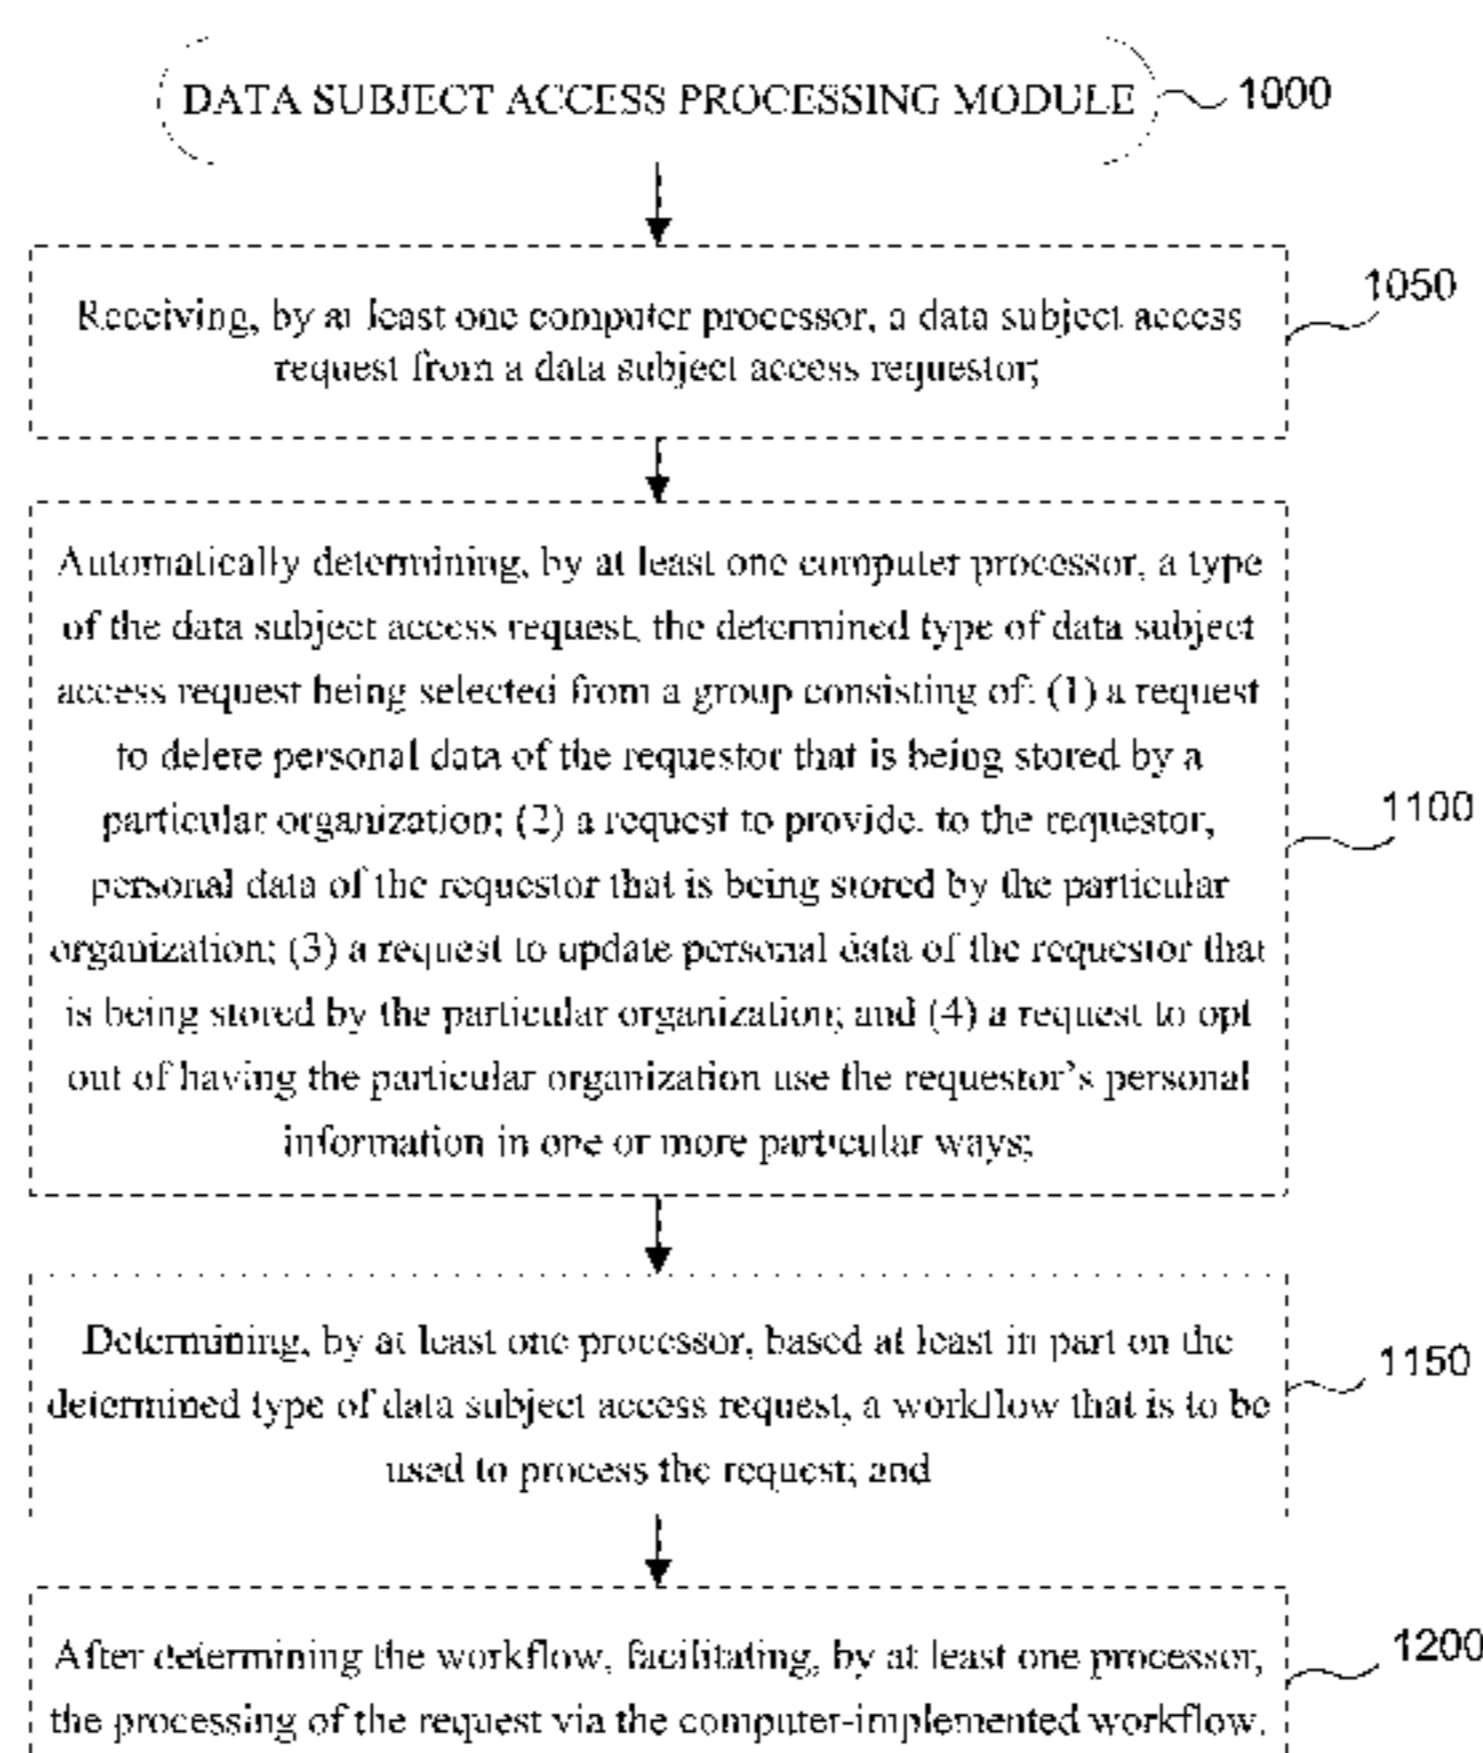 DATA SUBJECT ACCESS PROCESSING MODULE
1000
Receiving, by at least one computer processor, a data subject access
request from a data subject access requestor;
1050
Automatically determining, by at least one computer processor, a type
of the data subject access request, the determined type of data subject
access request being selected from a group consisting of: (1) a request
to delete personal data of the requestor that is being stored by a
particular organization; (2) a request to provide, to the requestor,
personal data of the requestor that is being stored by the particular
organization; (3) a request to update personal data of the requestor that
is being stored by the particular organization; and (4) a request to opt
out of having the particular organization use the requestor's personal
information in one or more particular ways;
1100
Determining, by at least one processor, based at least in part on the
determined type of data subject access request, a workflow that is to be
used to process the request; and
1150
After determining the workflow, facilitating, by at least one processor,
the processing of the request via the computer-implemented workflow.
1200